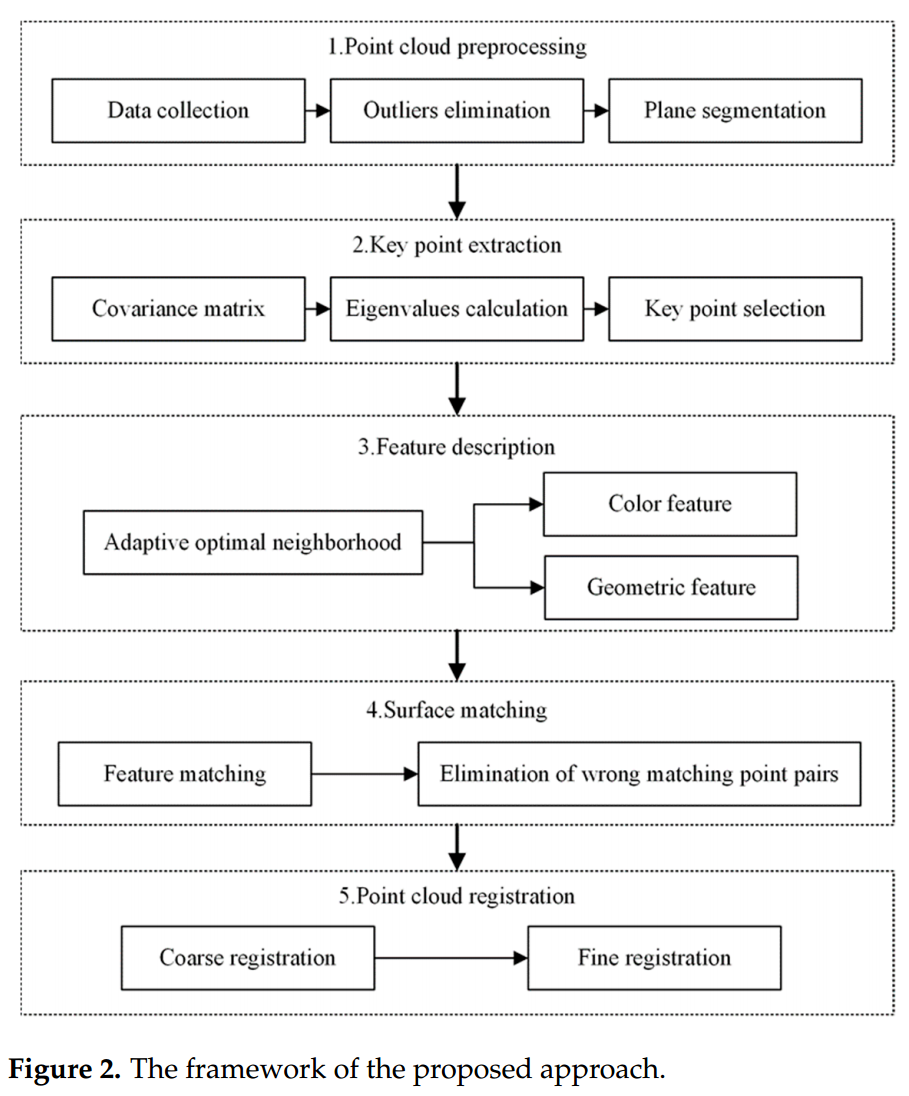 1.Point cloud preprocessing
Data collection
Outliers elimination
Plane segmentation
2.Key point extraction
Covariance matrix
Eigenvalues calculation
Key point selection
3.Feature description
Adaptive optimal neighborhood
Color feature
Geometric feature
4.Surface matching
Feature matching
Elimination of wrong matching point pairs
5.Point cloud registration
Coarse registration
Fine registration
Figure 2. The framework of the proposed approach.